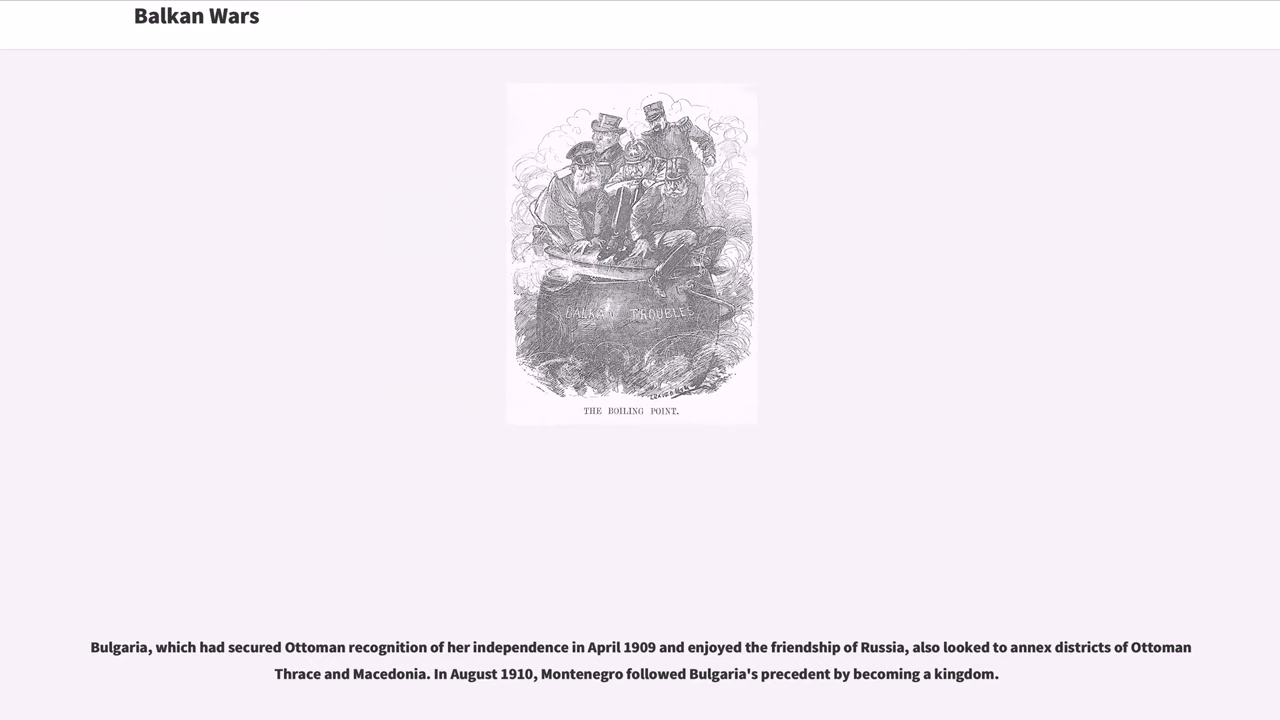 Balkan Wars
BALKAN TROUBLES
THE BOILING POINT.
Bulgaria, which had secured Ottoman recognition of her independence in April 1909 and enjoyed the friendship of Russia, also looked to annex districts of Ottoman
Thrace and Macedonia. In August 1910, Montenegro followed Bulgaria's precedent by becoming a kingdom.